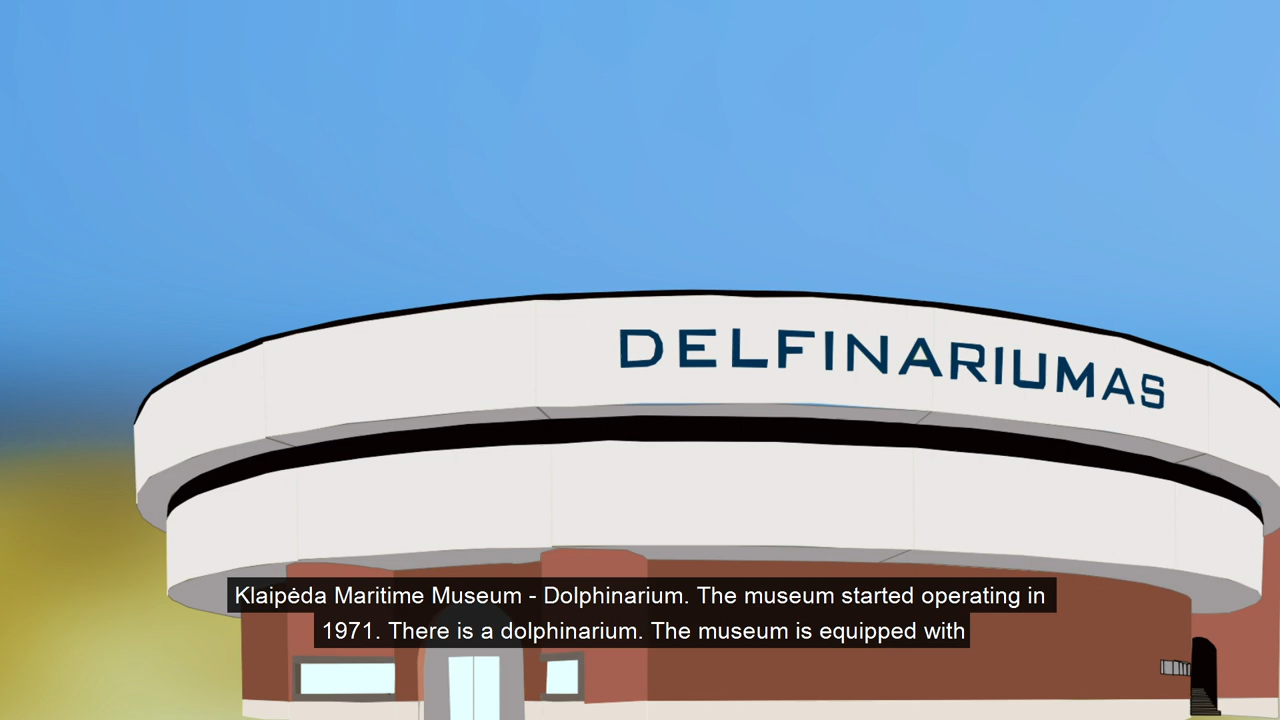 DELFINARIUMAS
Klaipėda Maritime Museum - Dolphinarium. The museum started operating in
1971. There is a dolphinarium. The museum is equipped with